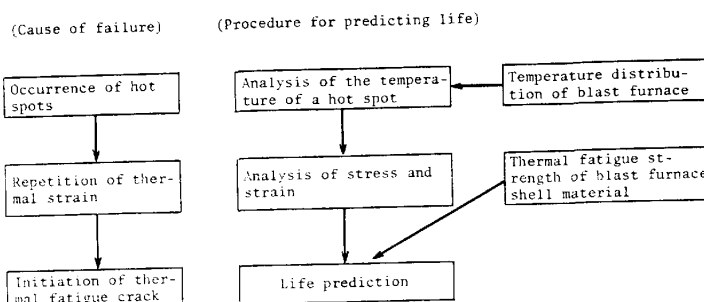 (Cause of failure)
(Procedure for predicting life)
Occurrence of hot
spots
Analysis of the tempera-
ture of a hot spot
Temperature distribu-
tion of blast furnace
Repetition of ther-
mal strain
Analysis of stress and
strain
Thermal fatigue st-
rength of blast furnace
shell material
Initiation of ther-
mal fatigue crack
Life prediction